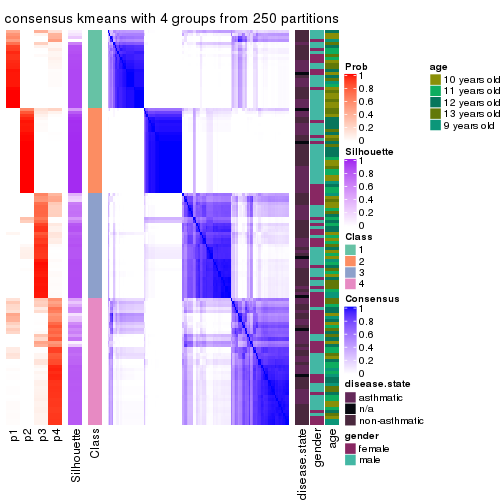 consensus kmeans with 4 groups from 250 partitions
p1
p2
p3
p4
Silhouette
Class
disease.state
gender
age
Prob
1
0.8
0.6
0.4
0.2
0
Silhouette
1
0.8
0.6
0.4
0.2
0
Class
1
2
3
4
Consensus
1
0.8
0.6
0.4
0.2
0
disease.state
asthmatic
n/a
non-asthmatic
gender
female
male
age
10 years old
11 years old
12 years old
13 years old
9 years old